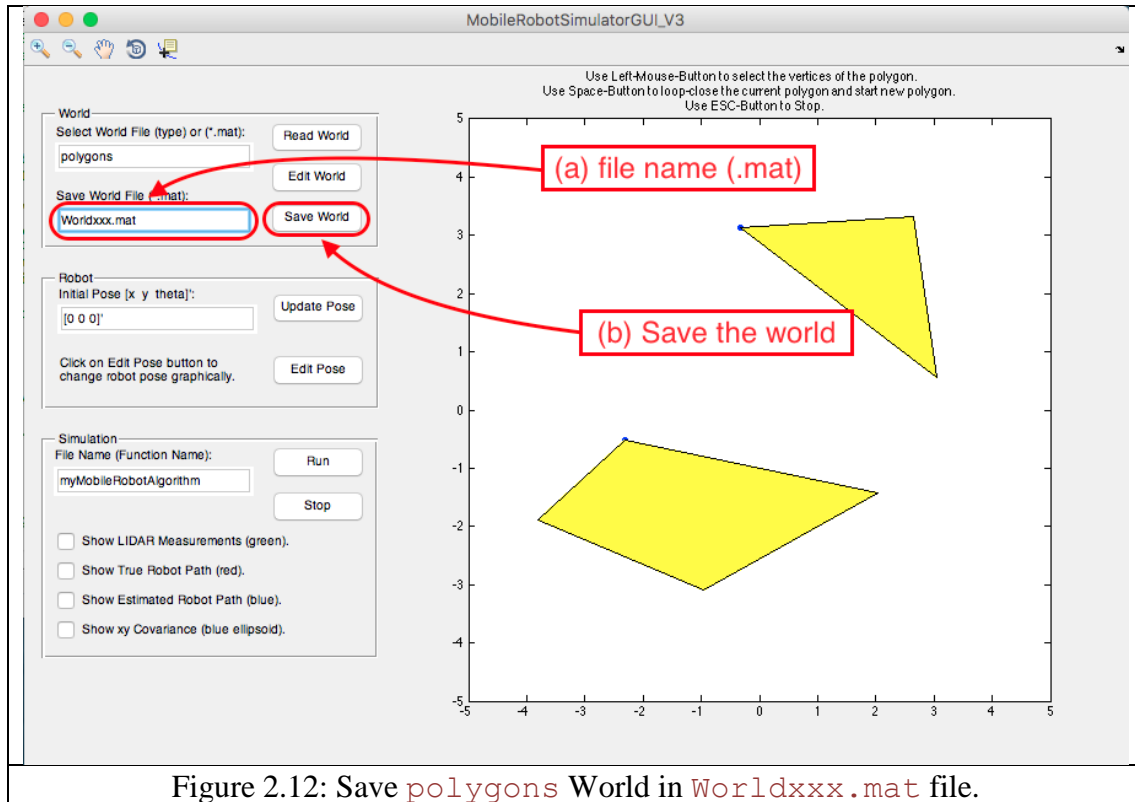 MobileRobotSimulatorGUI_V3
Use Left-Mouse-Button to select the vertices of the polygon.
Use Space-Button to loop-close the current polygon and start new polygon.
Use ESC-Button to Stop.
World
Select World File (type) or (*.mat):
Read World
polygons
Edit World
Save World File (*.mat):
Worldxxx.mat
Save World
(a) file name (.mat)
(b) Save the world
Robot
Initial Pose [x y theta]':
Update Pose
[0 0 0]'
Click on Edit Pose button to
change robot pose graphically.
Edit Pose
Simulation
File Name (Function Name):
Run
myMobileRobotAlgorithm
Stop
Show LIDAR Measurements (green).
Show True Robot Path (red).
Show Estimated Robot Path (blue).
Show xy Covariance (blue ellipsoid).
5
4
3
2
1
0
-1
-2
-3
-4
-5
-5 -4 -3 -2 -1 0 1 2 3 4 5
Figure 2.12: Save polygons World in Worldxxx.mat file.